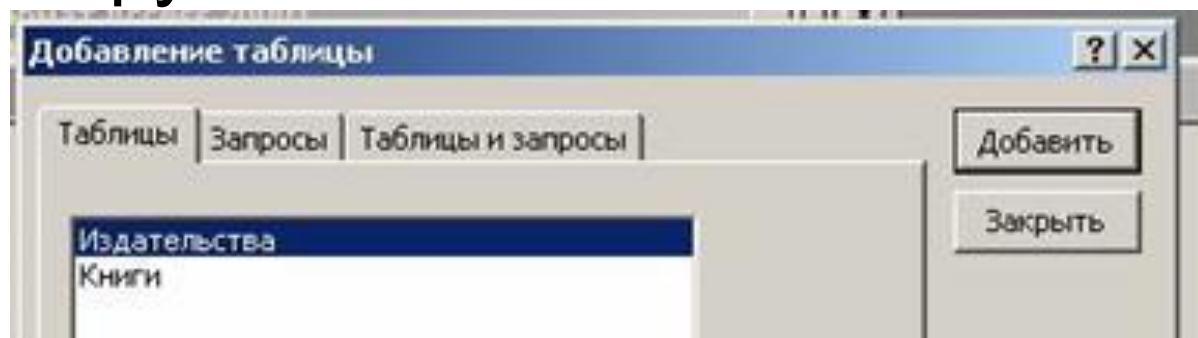 Добавление таблицы
Таблицы Запросы Таблицы и запросы
Добавить
Издательства
Закрыть
Книги